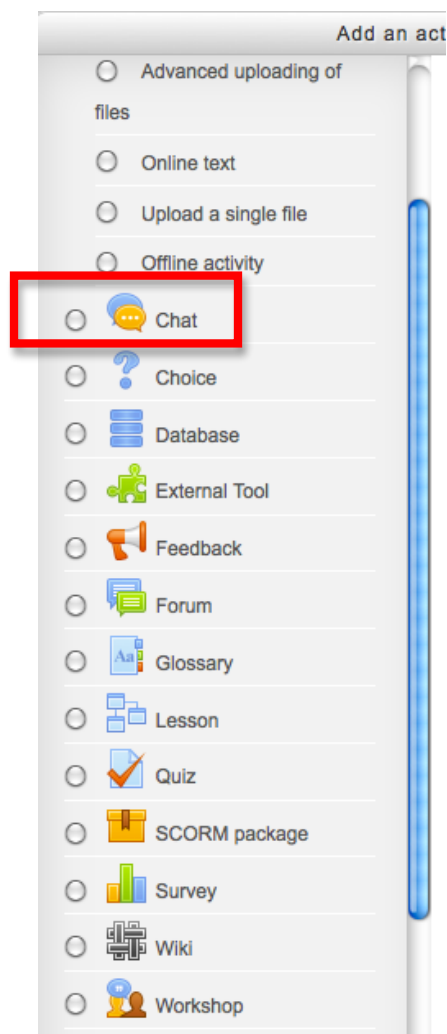 Add an act
Advanced uploading of
files
Online text
Upload a single file
Offline activity
Chat
Choice
Database
External Tool
Feedback
Forum
Aa
Glossary
Lesson
Quiz
SCORM package
Survey
Wiki
Workshop